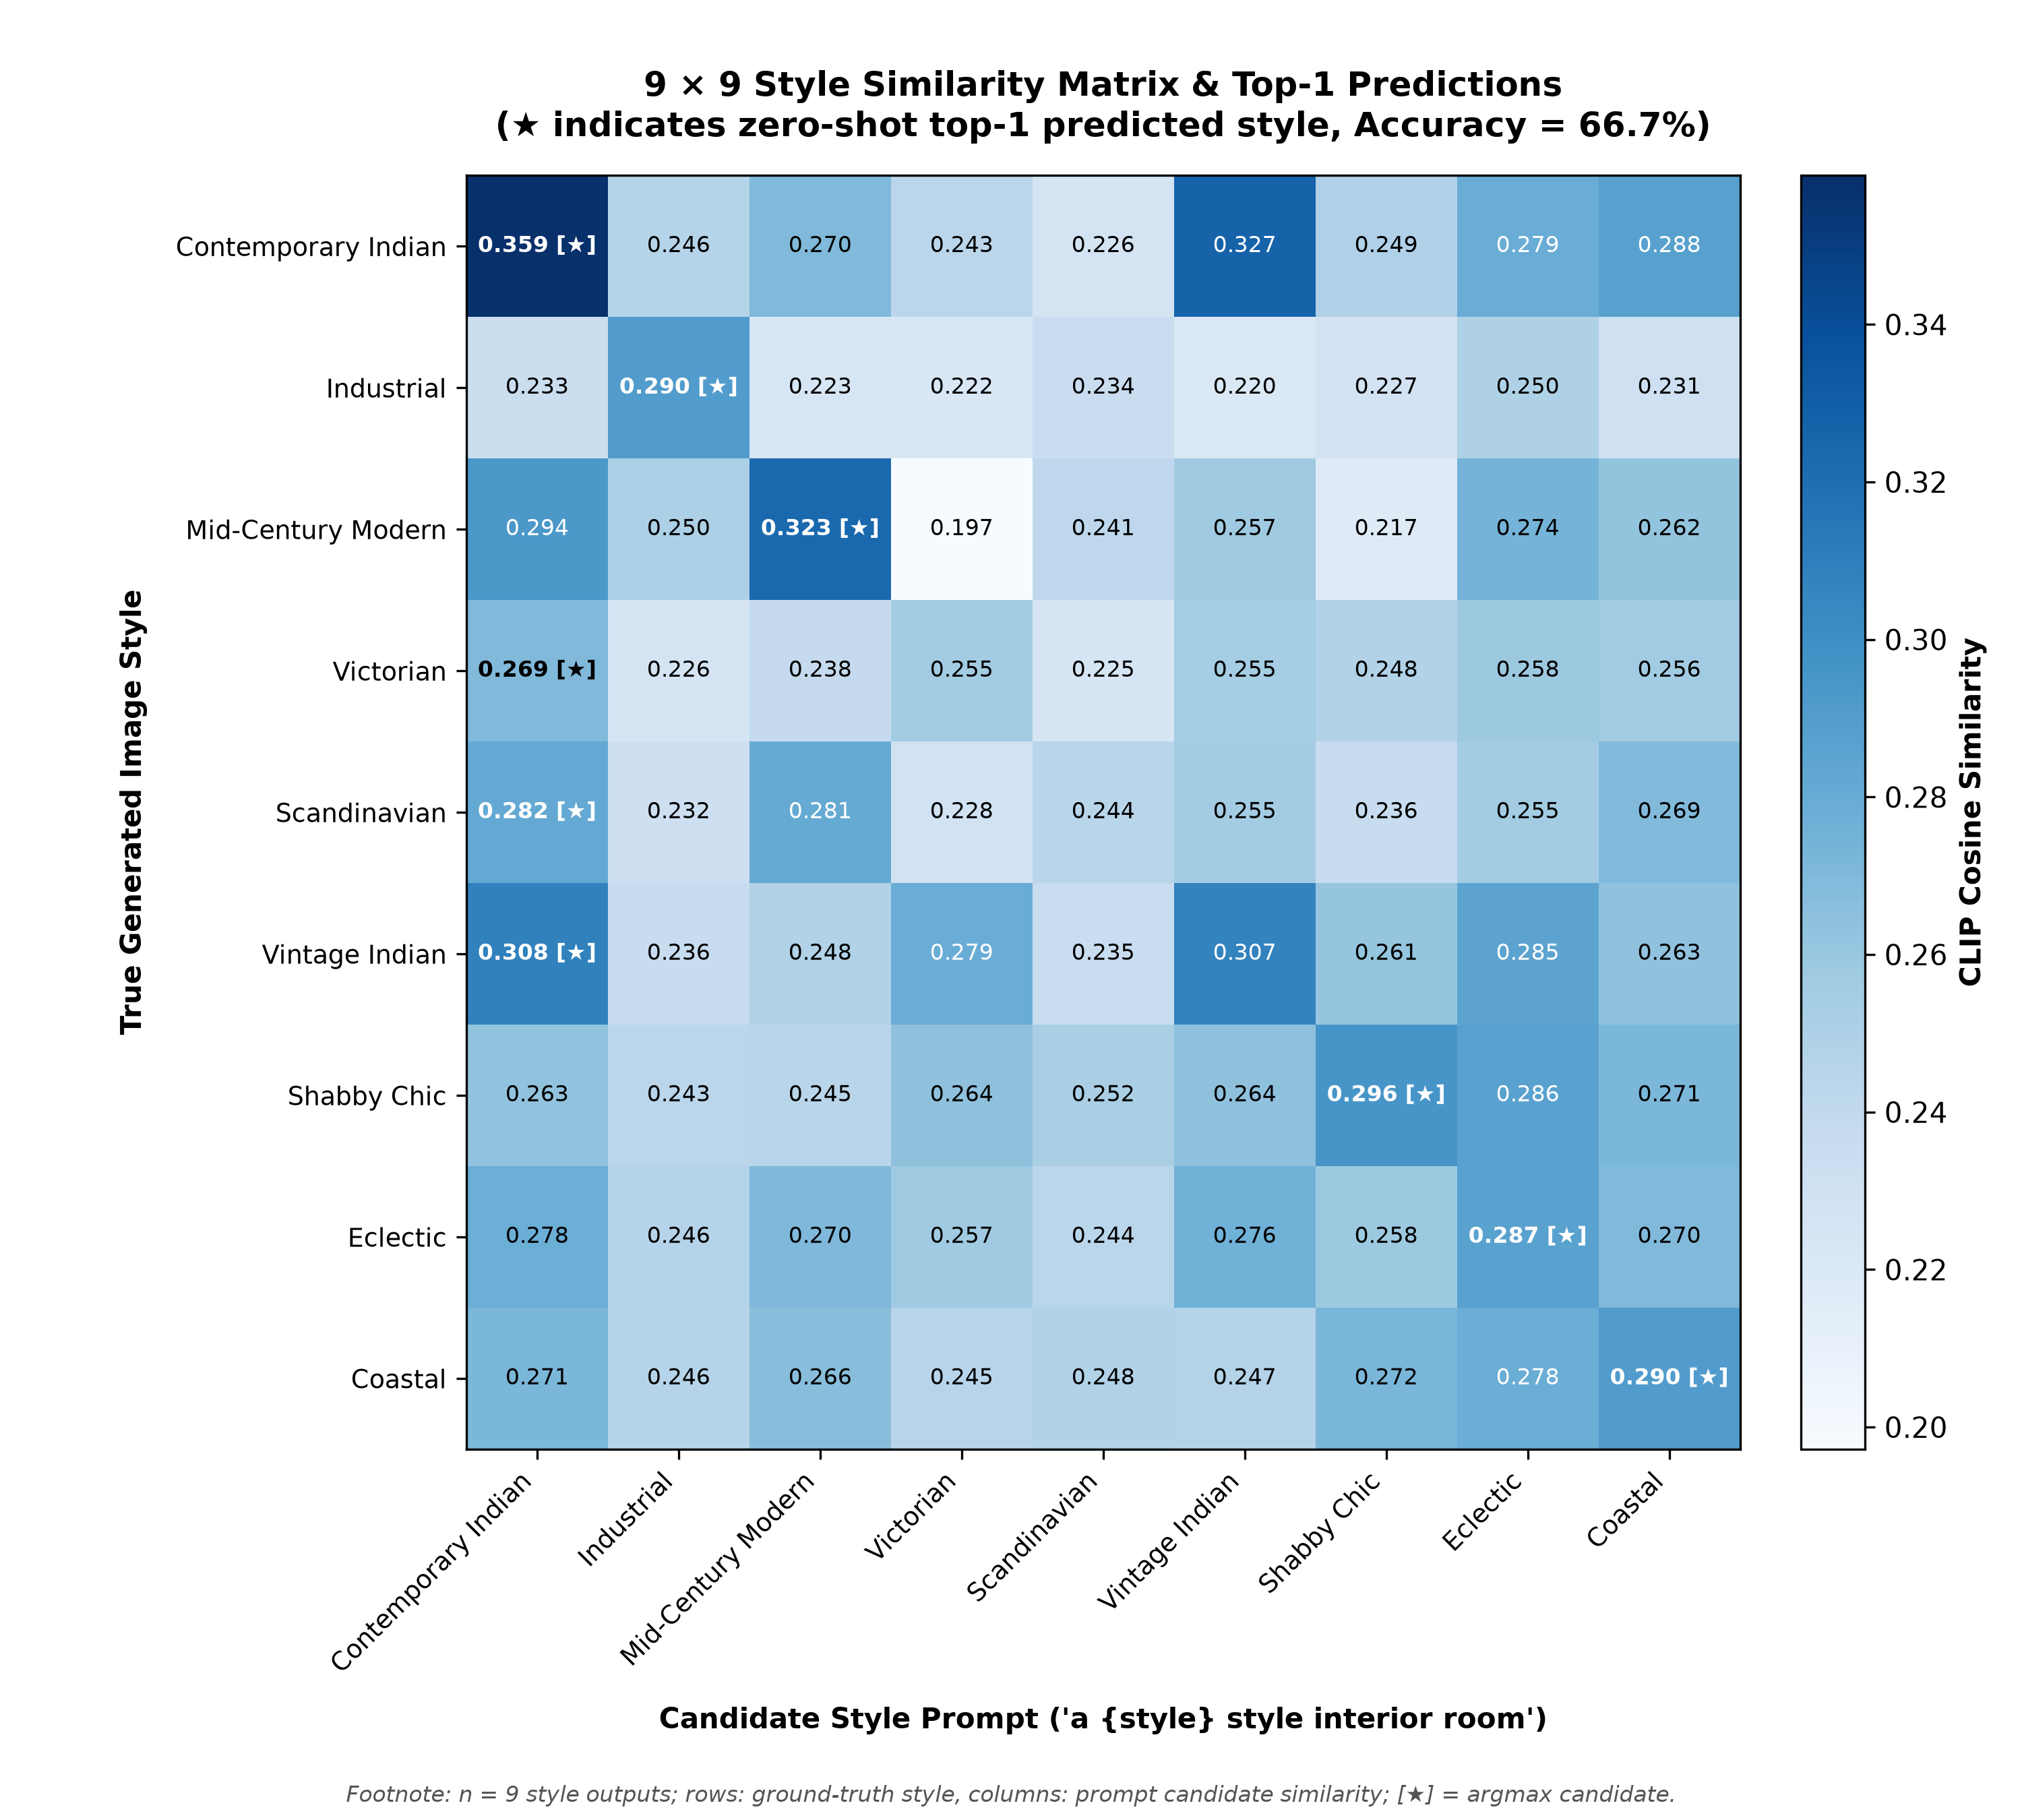 9 × 9 Style Similarity Matrix & Top-1 Predictions
(★ indicates zero-shot top-1 predicted style, Accuracy = 66.7%)
True Generated Image Style
Contemporary Indian 0.359 [★] 0.246 0.270 0.243 0.226 0.327 0.249 0.279 0.288
Industrial 0.233 0.290 [★] 0.223 0.222 0.234 0.220 0.227 0.250 0.231
Mid-Century Modern 0.294 0.250 0.323 [★] 0.197 0.241 0.257 0.217 0.274 0.262
Victorian 0.269 [★] 0.226 0.238 0.255 0.225 0.255 0.248 0.258 0.256
Scandinavian 0.282 [★] 0.232 0.281 0.228 0.244 0.255 0.236 0.255 0.269
Vintage Indian 0.308 [★] 0.236 0.248 0.279 0.235 0.307 0.261 0.285 0.263
Shabby Chic 0.263 0.243 0.245 0.264 0.252 0.264 0.296 [★] 0.286 0.271
Eclectic 0.278 0.246 0.270 0.257 0.244 0.276 0.258 0.287 [★] 0.270
Coastal 0.271 0.246 0.266 0.245 0.248 0.247 0.272 0.278 0.290 [★]
Contemporary Indian
Industrial
Mid-Century Modern
Victorian
Scandinavian
Vintage Indian
Shabby Chic
Eclectic
Coastal
Candidate Style Prompt ('a {style} style interior room')
0.34
0.32
0.30
0.28
0.26
0.24
0.22
0.20
CLIP Cosine Similarity
Footnote: n = 9 style outputs; rows: ground-truth style, columns: prompt candidate similarity; [★] = argmax candidate.